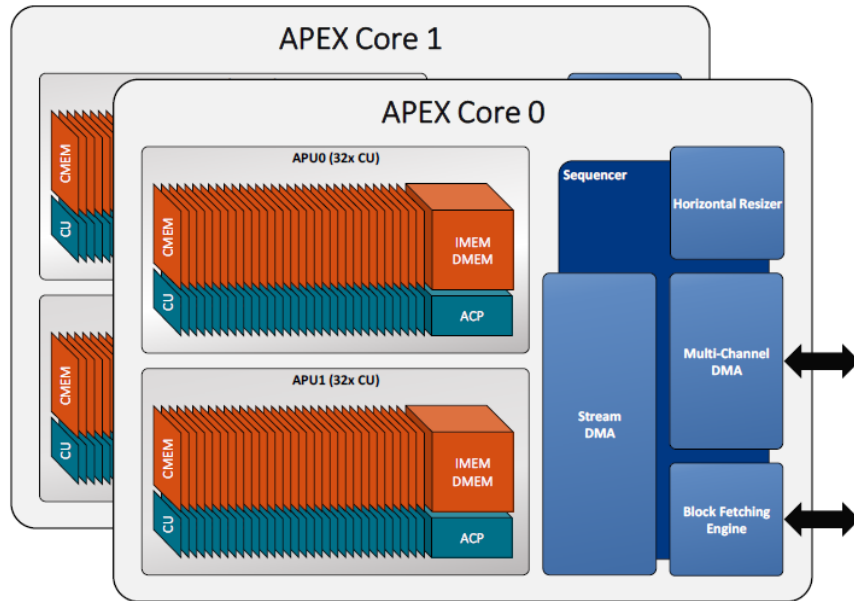 APEX Core 1
CMEM
CU
CMEM
CU
APEX Core 0
APU0 (32x CU)
CMEM
CU
IMEM
DMEM
ACP
APU1 (32x CU)
CMEM
CU
IMEM
DMEM
ACP
Sequencer
Horizontal Resizer
Stream
DMA
Multi-Channel
DMA
Block Fetching
Engine